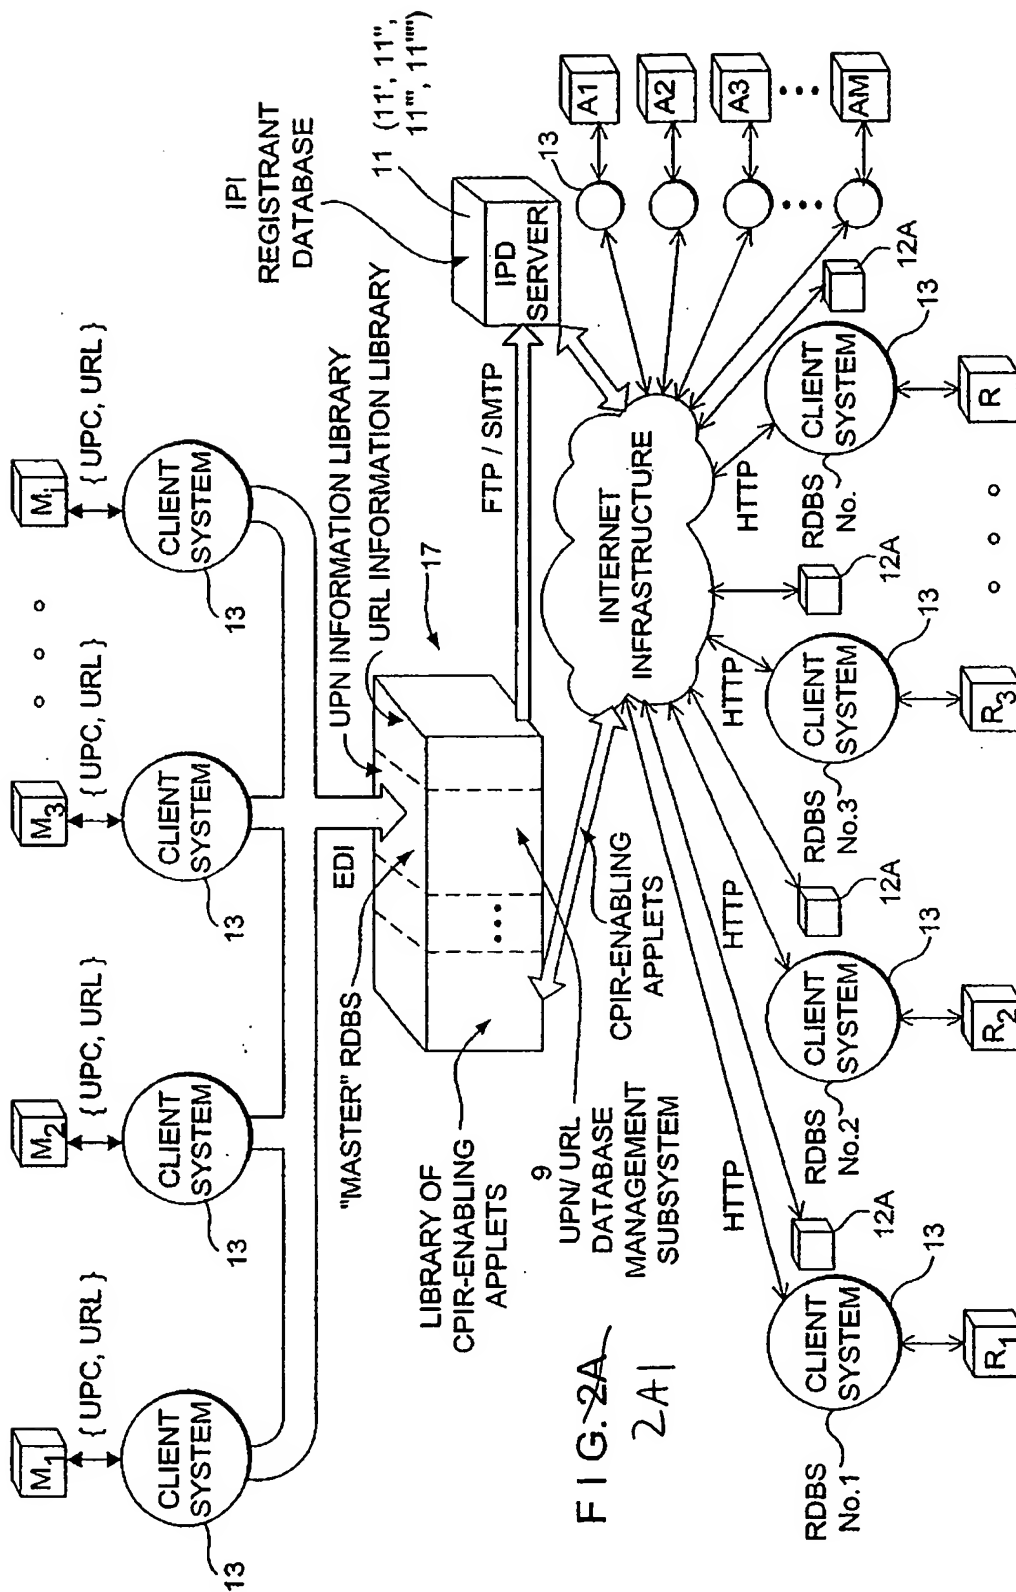 M1
M2
M3
Mi
{ UPC, URL }
{ UPC, URL }
{ UPC, URL }
{ UPC, URL }
CLIENT
SYSTEM
CLIENT
SYSTEM
CLIENT
SYSTEM
CLIENT
SYSTEM
13
13
13
13
EDI
"MASTER" RDBS
UPN INFORMATION LIBRARY
URL INFORMATION LIBRARY
17
LIBRARY OF
CPIR-ENABLING
APPLETS
9
UPN/ URL
DATABASE
MANAGEMENT
SUBSYSTEM
CPIR-ENABLING
APPLETS
FTP / SMTP
IPI
REGISTRANT
DATABASE
11 (11', 11'',
11''', 11'''')
IPD
SERVER
INTERNET
INFRASTRUCTURE
13
A1
A2
A3
AM
HTTP
HTTP
HTTP
HTTP
12A
12A
12A
12A
RDBS
No.1
CLIENT
SYSTEM
13
R1
RDBS
No.2
CLIENT
SYSTEM
13
R2
RDBS
No.3
CLIENT
SYSTEM
13
R3
RDBS
No.
CLIENT
SYSTEM
13
R
FIG. 2A
2A1